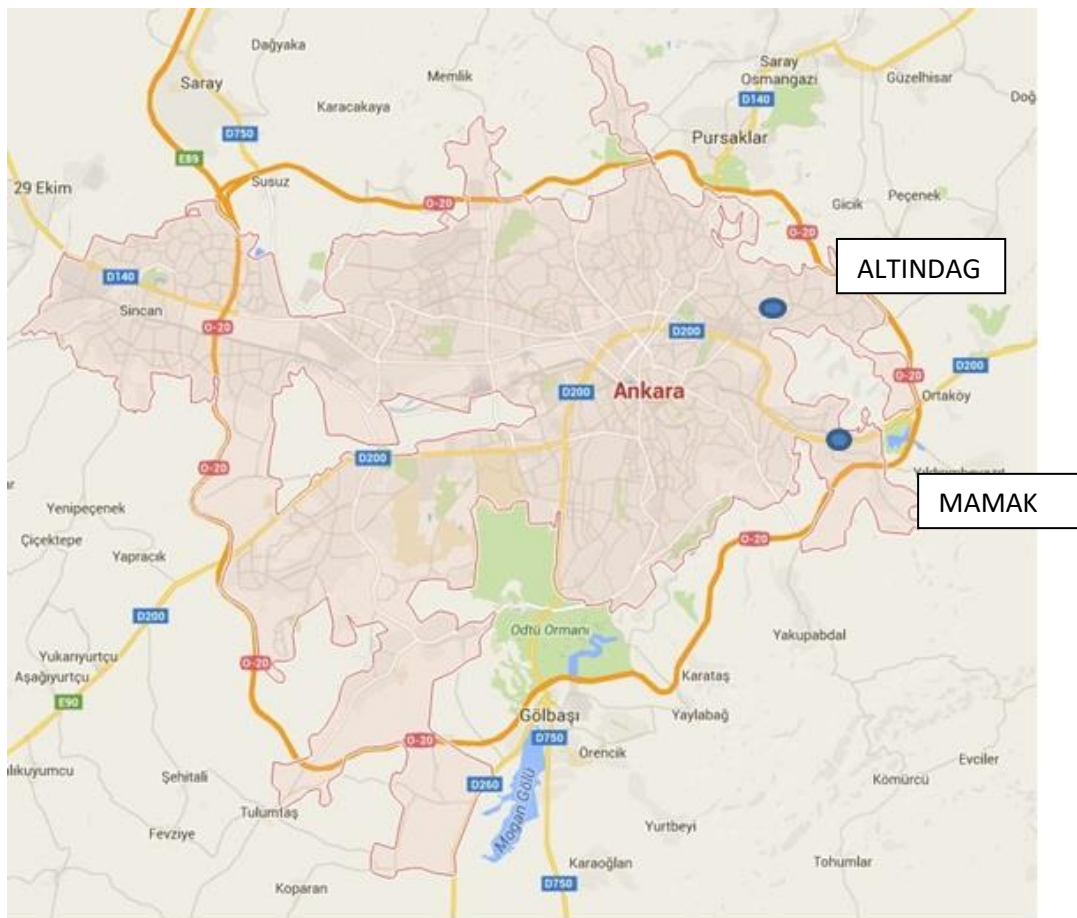 Dağyaka
Saray
Memlik
Karacakaya
D750
E89
Saray
Osmangazi
D140
Güzelhisar
Doğ
Pursaklar
29 Ekim
Susuz
O-20
Gicik
Peçenek
O-20
ALTINDAG
D140
Sincan
O-20
D200
D200
Ankara
O-20
D200
Ortaköy
D200
O-20
MAMAK
Yenipeçenek
Çiçektepe
Yapracık
O-20
D200
Odtü Ormanı
Yakupabdal
Yukarıyurtçu
Aşağıyurtçu
O-20
E90
Karataş
Yaylabağ
Gölbaşı
D750
O-20
Örencik
Evciler
alıkuyumcu
Şehitali
D260
Kömürcü
Tulumtaş
Mogan Gölü
Fevziye
Yurtbeyi
Karaoğlan
Tohumlar
Koparan
D750